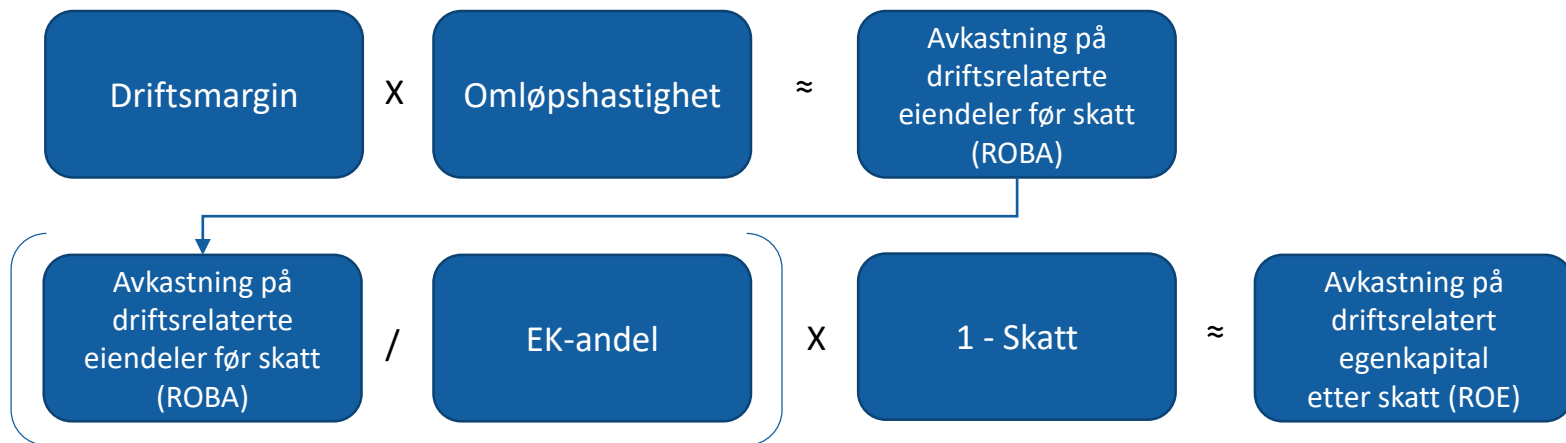 Driftsmargin
X
Omløpshastighet
≈
Avkastning på
driftsrelaterte
eiendeler før skatt
(ROBA)
Avkastning på
driftsrelaterte
eiendeler før skatt
(ROBA)
/
EK-andel
X
1 - Skatt
≈
Avkastning på
driftsrelatert
egenkapital
etter skatt (ROE)